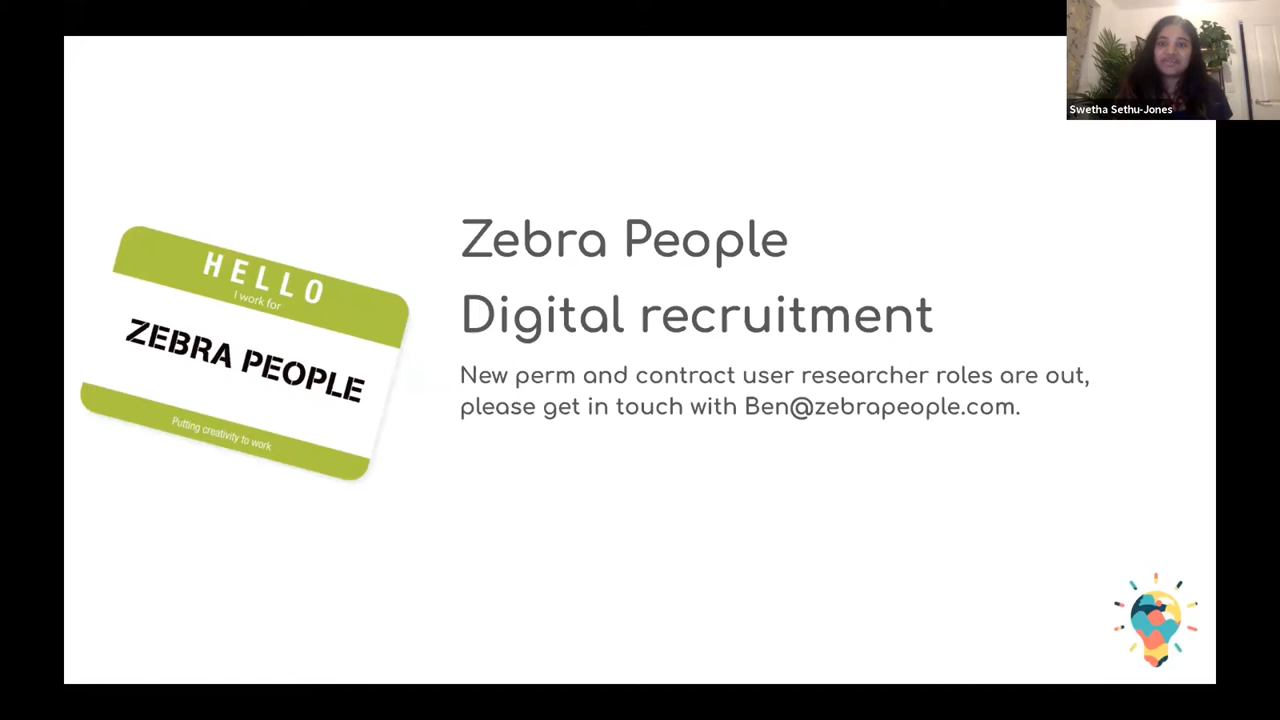 Swetha Sethu-Jones
Zebra People
Digital recruitment
New perm and contract user researcher roles are out,
please get in touch with Ben@zebrapeople.com.
HELLO
I work for
ZEBRA PEOPLE
Putting creativity to work